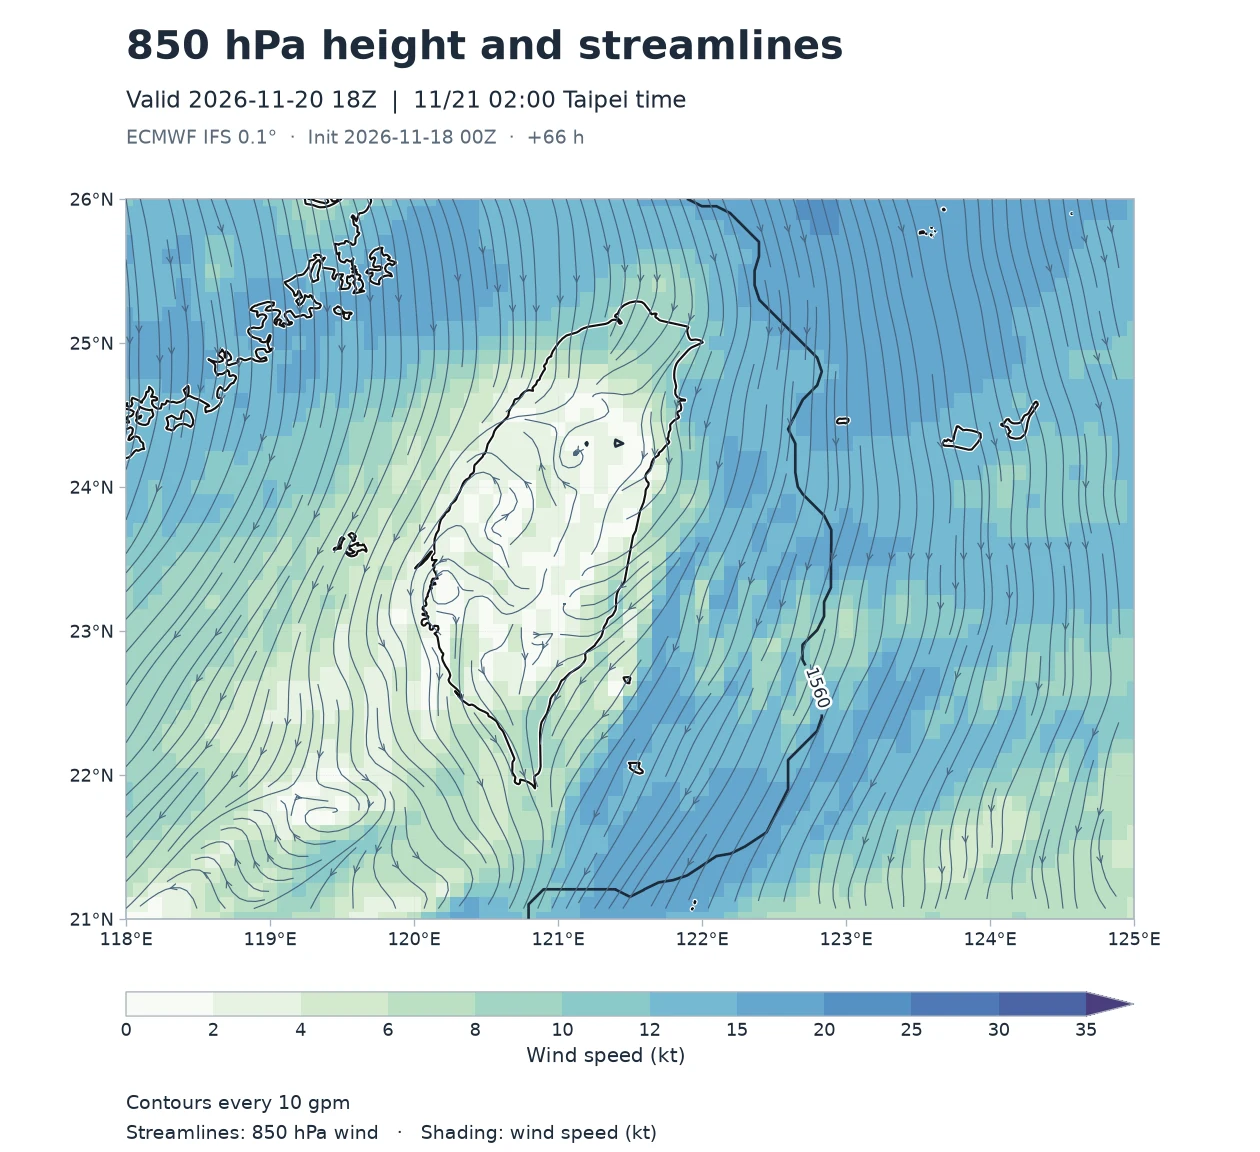 850 hPa height and streamlines
Valid 2026-11-20 18Z | 11/21 02:00 Taipei time
ECMWF IFS 0.1° · Init 2026-11-18 00Z · +66 h
26°N
25°N
24°N
23°N
22°N
21°N
1560
118°E 119°E 120°E 121°E 122°E 123°E 124°E 125°E
0 2 4 6 8 10 12 15 20 25 30 35
Wind speed (kt)
Contours every 10 gpm
Streamlines: 850 hPa wind · Shading: wind speed (kt)